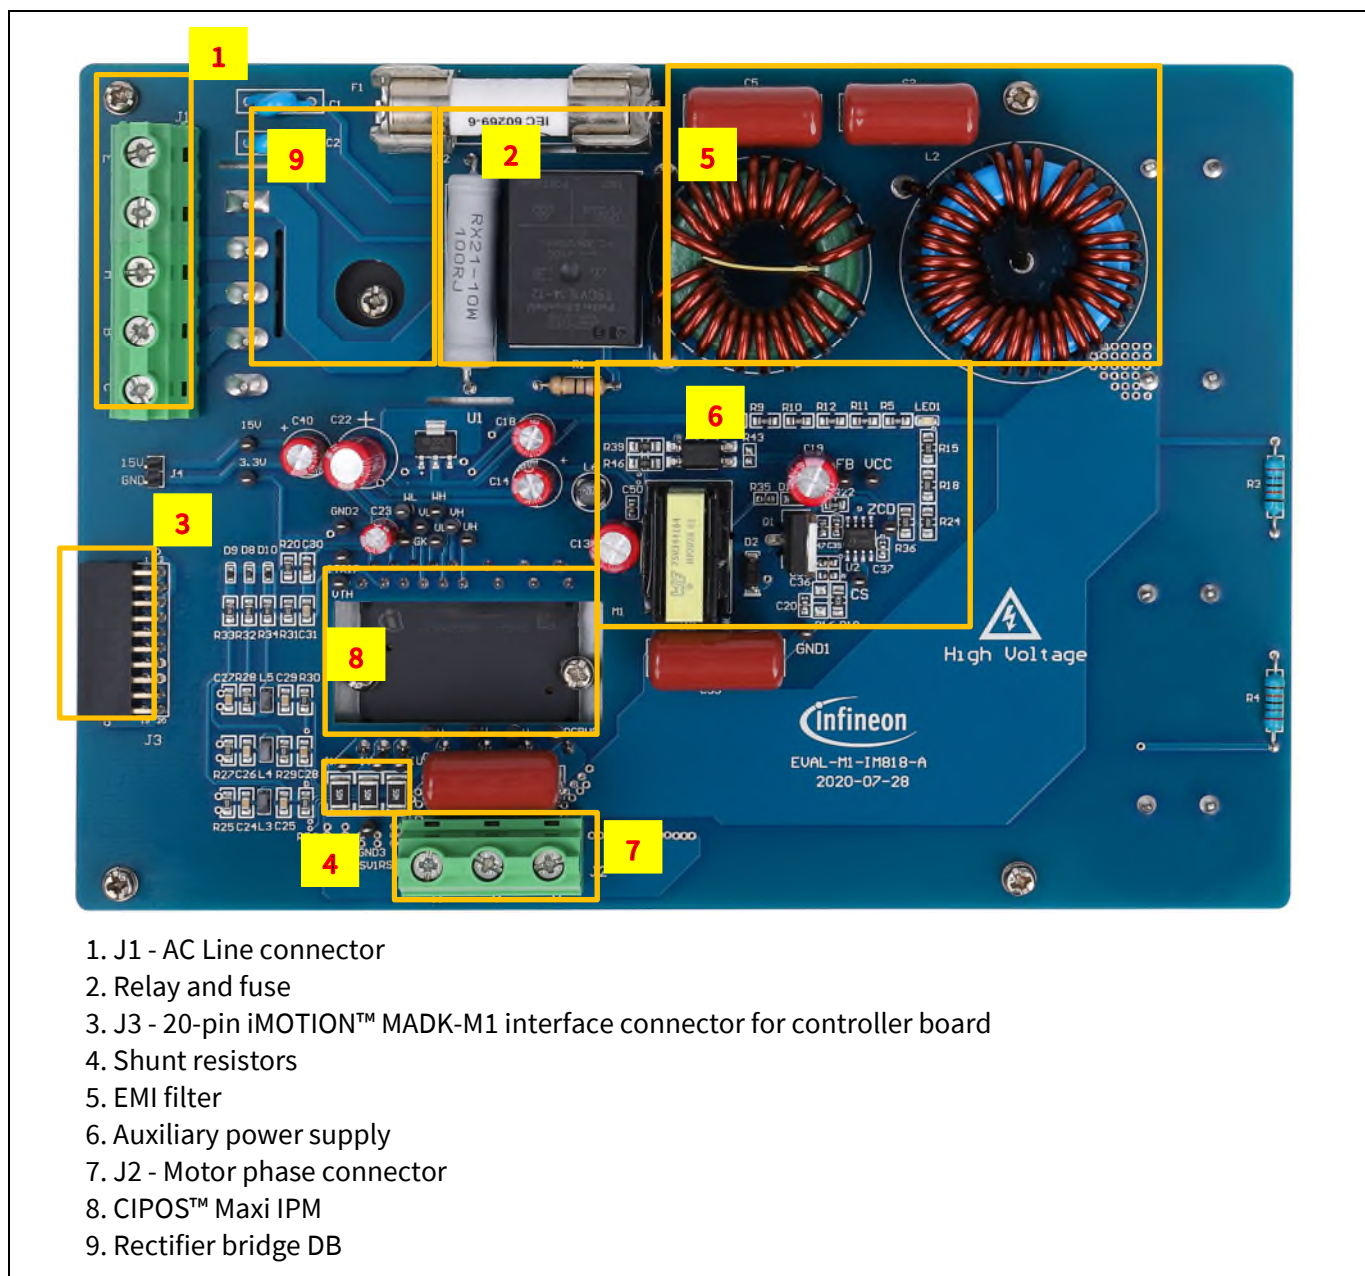 1
F1
C5
C3
J1
C1
IEC 60269-6
C2
9
2
5
L2
RX21-10W
100RJ
R1
6
U1
C18
R9 R10 R12 R11 R5 LED1
C40 C22
15V
R39
R43
R15
15V
3.3V
R46
C19
FB VCC
GND
J4
C14
L6
C50
R35
R18
3
GND2
C23
WL WH
VL VH
UL UH
GK
Q1
ZCD
R24
C13
D2
R36
D9 D8 D10 R20 C30
750344164
U2
C37
VTH
C36
CS
M1
C20
R33 R32 R34 R31 C31
8
GND1
High Voltage
R3
C27 R28 L5 C29 R30
infineon
R4
J3
EVAL-M1-IM818-A
2020-07-28
R27 C26 L4 R29 C28
R25 C24 L3 C25
4
GND3
7
J2
1. J1 - AC Line connector
2. Relay and fuse
3. J3 - 20-pin iMOTION™ MADK-M1 interface connector for controller board
4. Shunt resistors
5. EMI filter
6. Auxiliary power supply
7. J2 - Motor phase connector
8. CIPOS™ Maxi IPM
9. Rectifier bridge DB